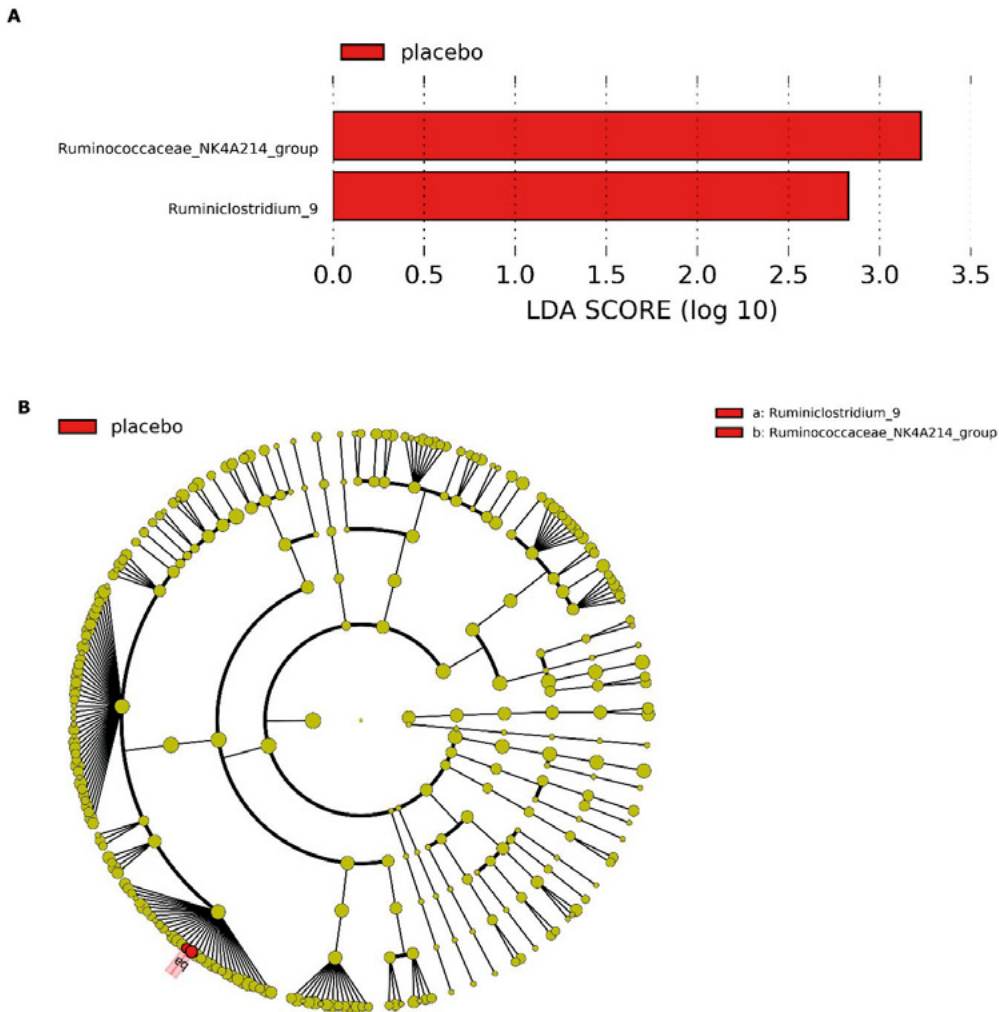 A
placebo
Ruminococcaceae_NK4A214_group
Ruminiclostridium_9
0.0 0.5 1.0 1.5 2.0 2.5 3.0 3.5
LDA SCORE (log 10)
B
placebo
a: Ruminiclostridium_9
b: Ruminococcaceae_NK4A214_group
b a